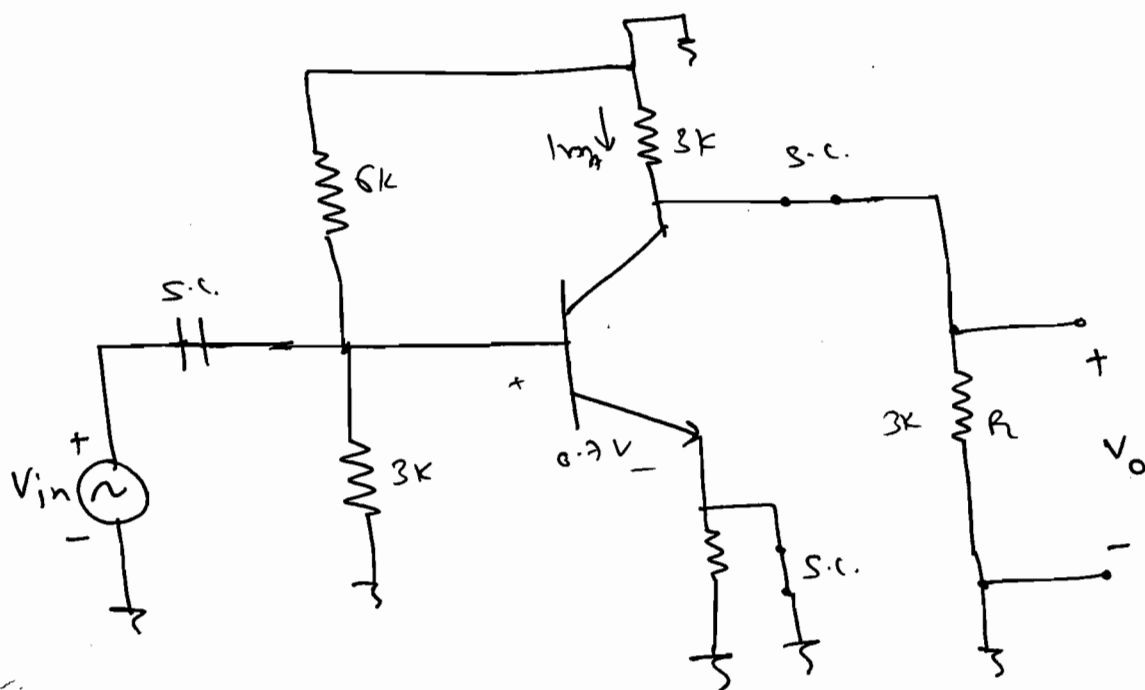 1mA
3K
S.C.
6K
S.C.
+
Vin
-
3K
+
0.7V
-
S.C.
3K
R
+
Vo
-